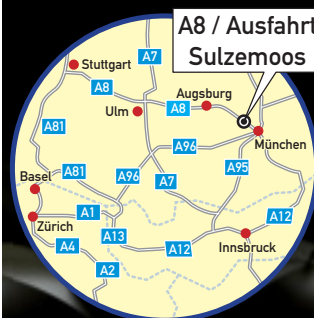 A8 / Ausfahrt
Sulzemoos
A7
Stuttgart
A8
Augsburg
Ulm
A8
A81
München
A96
Basel
A81
A96
A7
A95
A1
Zürich
A12
A4
A13
A12
Innsbruck
A2